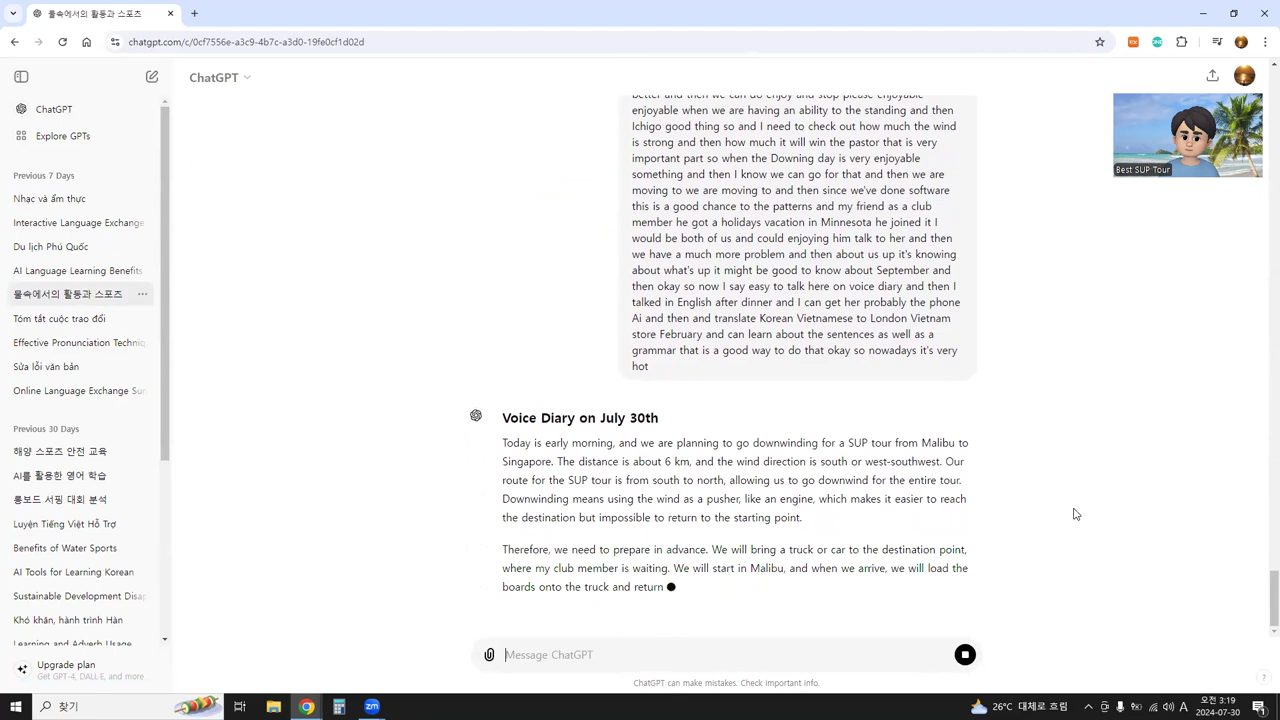 물속에서의 활동과 스포츠
chatgpt.com/c/0cf7556e-a3c9-4b7c-a3d0-19fe0cf1d02d
ChatGPT
Explore GPTs
Previous 7 Days
Nhạc và ẩm thực
Interactive Language Exchange
Du lịch Phú Quốc
AI Language Learning Benefits
물속에서의 활동과 스포츠 ...
Tóm tắt cuộc trao đổi
Effective Pronunciation Techniq
Sửa lỗi văn bản
Online Language Exchange Sur
Previous 30 Days
해양 스포츠 안전 교육
AI를 활용한 영어 학습
롱보드 서핑 대회 분석
Luyện Tiếng Việt Hỗ Trợ
Benefits of Water Sports
AI Tools for Learning Korean
Sustainable Development Disap
Khó khăn, hành trình Hàn
Learning and Adverb Usage
Upgrade plan
Get GPT-4, DALL·E, and more
ChatGPT
better and then we can do enjoy and stop please enjoyable
enjoyable when we are having an ability to the standing and then
Ichigo good thing so and I need to check out how much the wind
is strong and then how much it will win the pastor that is very
important part so when the Downing day is very enjoyable
something and then I know we can go for that and then we are
moving to we are moving to and then since we've done software
this is a good chance to the patterns and my friend as a club
member he got a holidays vacation in Minnesota he joined it I
would be both of us and could enjoying him talk to her and then
we have a much more problem and then about us up it's knowing
about what's up it might be good to know about September and
then okay so now I say easy to talk here on voice diary and then I
talked in English after dinner and I can get her probably the phone
Ai and then and translate Korean Vietnamese to London Vietnam
store February and can learn about the sentences as well as a
grammar that is a good way to do that okay so nowadays it's very
hot
Best SUP Tour
Voice Diary on July 30th
Today is early morning, and we are planning to go downwinding for a SUP tour from Malibu to
Singapore. The distance is about 6 km, and the wind direction is south or west-southwest. Our
route for the SUP tour is from south to north, allowing us to go downwind for the entire tour.
Downwinding means using the wind as a pusher, like an engine, which makes it easier to reach
the destination but impossible to return to the starting point.
Therefore, we need to prepare in advance. We will bring a truck or car to the destination point,
where my club member is waiting. We will start in Malibu, and when we arrive, we will load the
boards onto the truck and return
Message ChatGPT
ChatGPT can make mistakes. Check important info.
?
찾기
zm
26°C 대체로 흐림
A
오전 3:19
2024-07-30